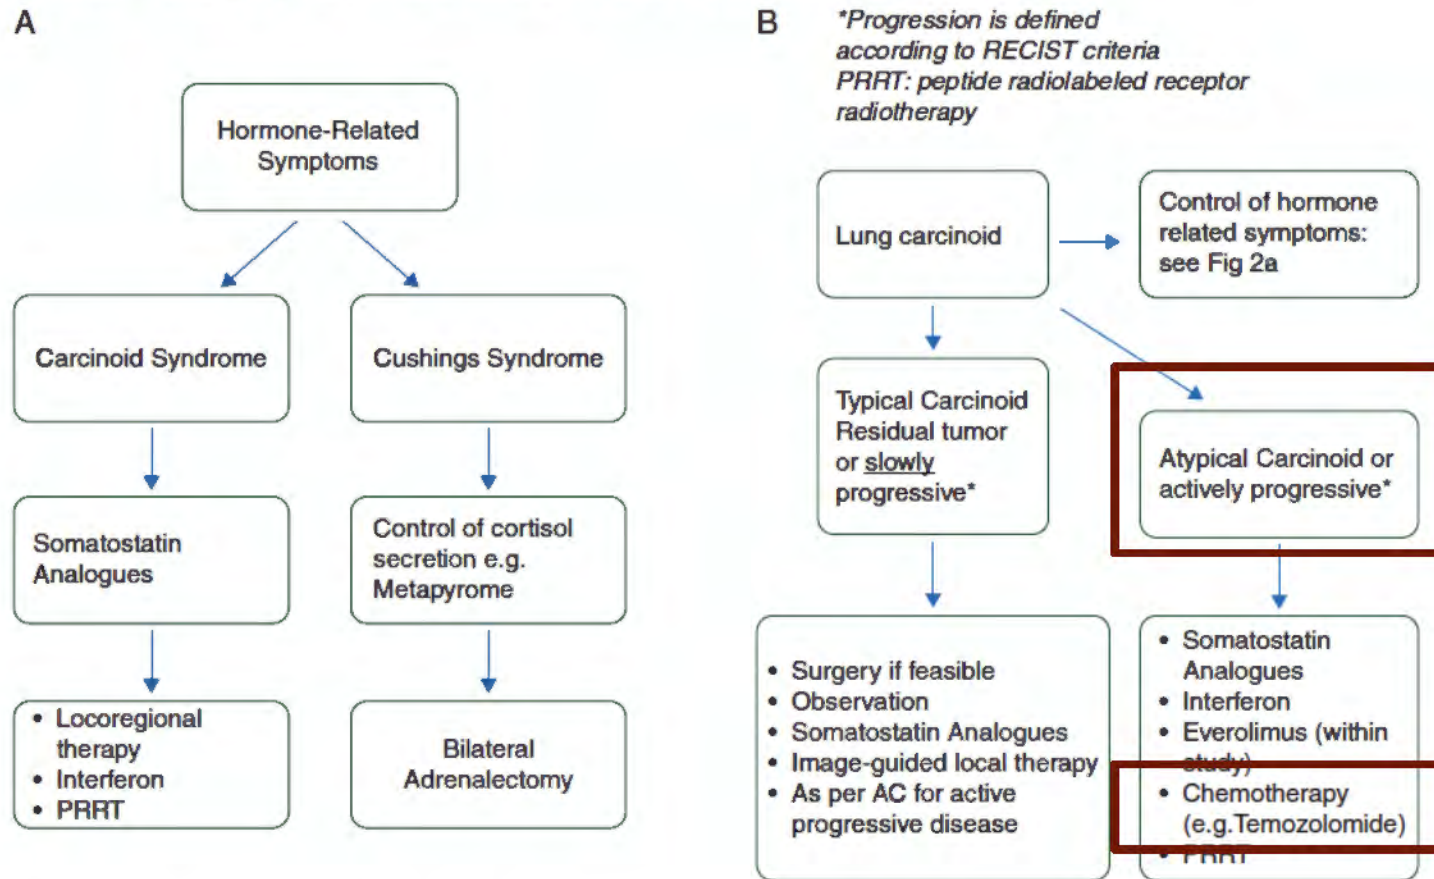 A
Hormone-Related
Symptoms
Carcinoid Syndrome
Cushings Syndrome
Somatostatin
Analogues
Control of cortisol
secretion e.g.
Metapyrome
• Locoregional
therapy
• Interferon
• PRRT
Bilateral
Adrenalectomy
B
*Progression is defined
according to RECIST criteria
PRRT: peptide radiolabeled receptor
radiotherapy
Lung carcinoid
Control of hormone
related symptoms:
see Fig 2a
Typical Carcinoid
Residual tumor
or slowly
progressive*
Atypical Carcinoid or
actively progressive*
• Surgery if feasible
• Observation
• Somatostatin Analogues
• Image-guided local therapy
• As per AC for active
progressive disease
• Somatostatin
Analogues
• Interferon
• Everolimus (within
study)
• Chemotherapy
(e.g.Temozolomide)
• PRRT